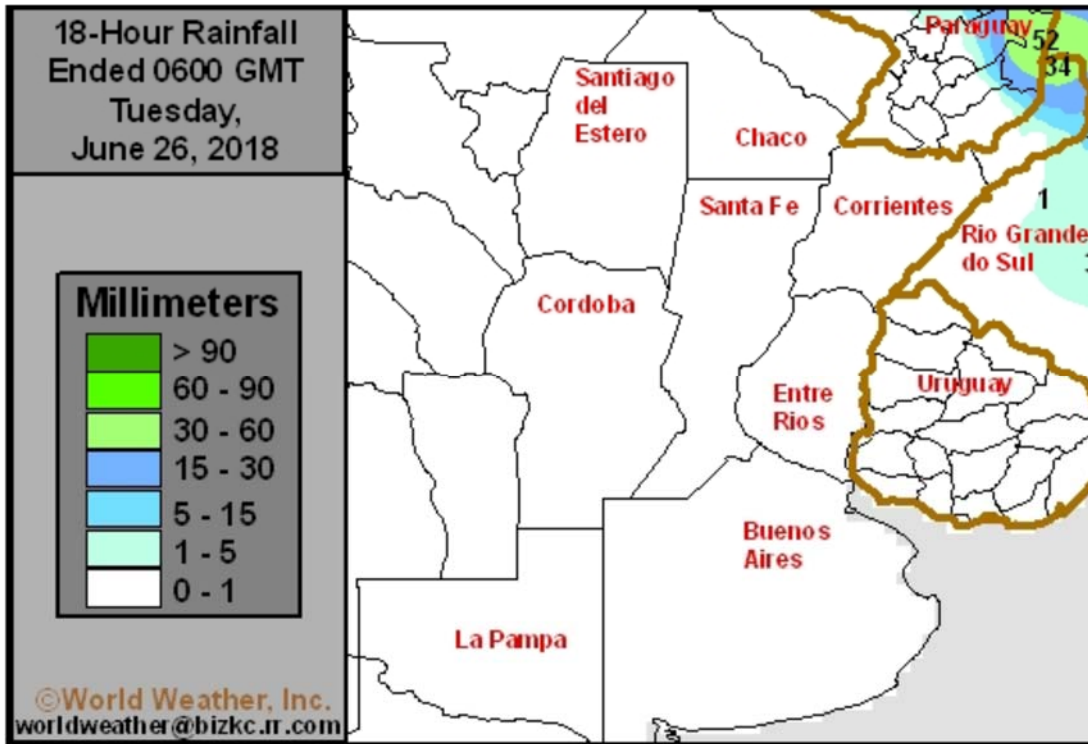 18-Hour Rainfall
Ended 0600 GMT
Tuesday,
June 26, 2018
Millimeters
> 90
60 - 90
30 - 60
15 - 30
5 - 15
1 - 5
0 - 1
©World Weather, Inc.
worldweather@bizkc.rr.com
Paraguay
52
34
Santiago
del
Estero
Chaco
Santa Fe
Corrientes
1
Rio Grande
do Sul
Cordoba
Uruguay
Entre
Rios
Buenos
Aires
La Pampa